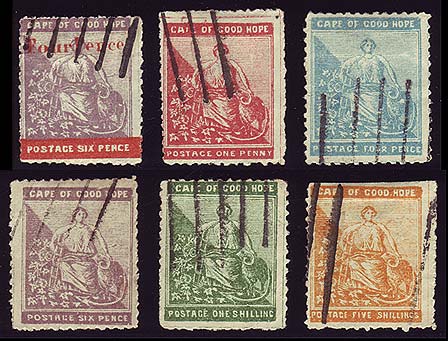 CAPE OF GOOD HOPE
Four Pence
POSTAGE SIX PENCE
CAPE OF GOOD HOPE
POSTAGE ONE PENNY
CAPE OF GOOD HOPE
POSTAGE FOUR PENCE
CAPE OF GOOD HOPE
POSTAGE SIX PENCE
CAPE OF GOOD HOPE
POSTAGE ONE SHILLING
CAPE OF GOOD HOPE
POSTAGE FIVE SHILLINGS